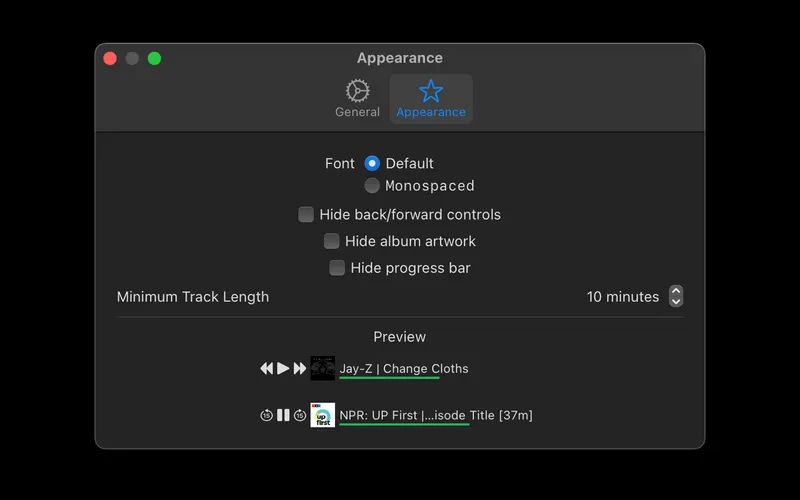 Appearance
General
Appearance
Font Default
Monospaced
Hide back/forward controls
Hide album artwork
Hide progress bar
Minimum Track Length 10 minutes
Preview
Jay-Z | Change Cloths
15 15 up first NPR: UP First |...isode Title [37m]